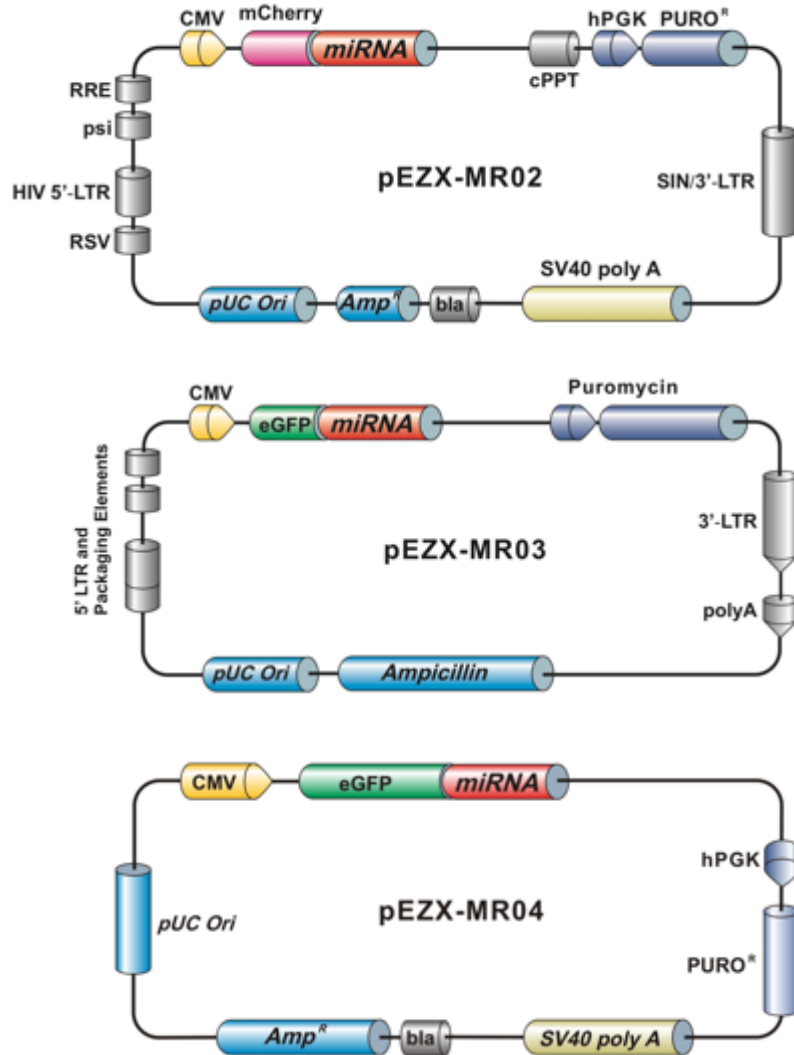 CMV mCherry miRNA cPPT hPGK PURO^R
RRE
psi
HIV 5'-LTR
RSV
pEZX-MR02
SIN/3'-LTR
pUC Ori Amp^R bla SV40 poly A
CMV eGFP miRNA Puromycin
5' LTR and
Packaging Elements
pEZX-MR03
3'-LTR
polyA
pUC Ori Ampicillin
CMV eGFP miRNA
hPGK
pEZX-MR04
pUC Ori
PURO^R
Amp^R bla SV40 poly A